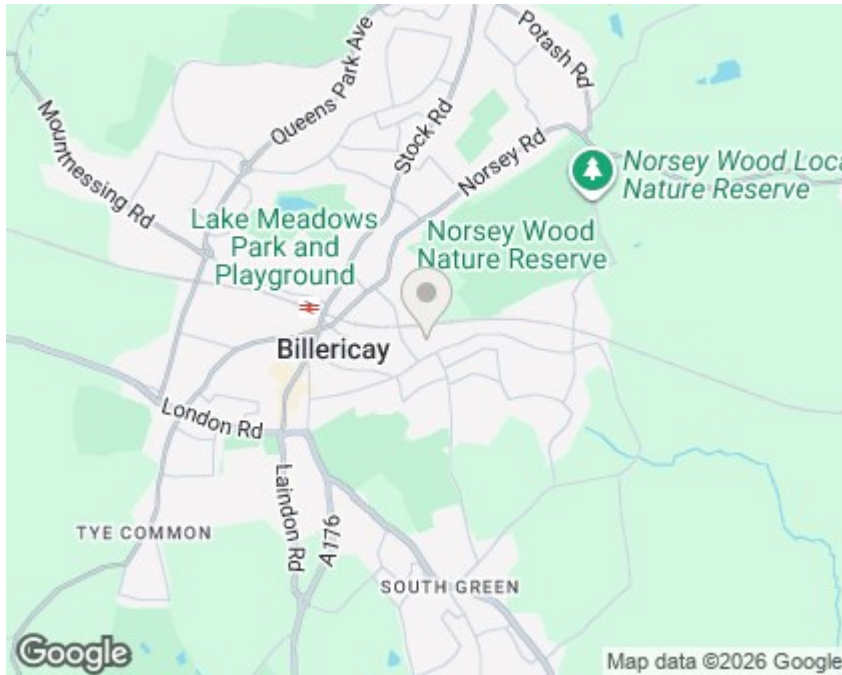 Potash Rd
Queens Park Ave
Stock Rd
Mountnessing Rd
Norsey Rd
Norsey Wood Loca
Nature Reserve
Lake Meadows
Park and
Playground
Norsey Wood
Nature Reserve
Billericay
London Rd
Laindon Rd
A176
TYE COMMON
SOUTH GREEN
Google
Map data ©2026 Google